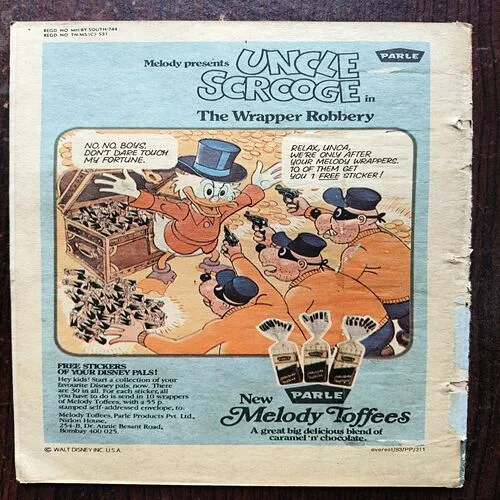 REGD. NO. MH-BY SOUTH-744
REGD. NO. TN-MS (C) 531
Melody presents UNCLE
SCROOGE in
PARLE
The Wrapper Robbery
NO, NO, BOYS,
DON'T DARE TOUCH
MY FORTUNE.
RELAX, UNCA,
WE'RE ONLY AFTER
YOUR MELODY WRAPPERS.
10 OF THEM GET
YOU 1 FREE STICKER!
FREE STICKERS
OF YOUR DISNEY PALS!
Hey kids! Start a collection of your
favourite Disney pals, now. There
are 30 in all. For each sticker all
you have to do is send in 10 wrappers
of Melody Toffees, with a 55 p.
stamped self-addressed envelope, to:
Melody Toffees, Parle Products Pvt. Ltd.,
Nirlon House,
254-B, Dr. Annie Besant Road,
Bombay 400 025.
PARLE
New
Melody Toffees
A great big delicious blend of
caramel 'n' chocolate.
© WALT DISNEY INC. U.S.A.
everest/83/PP/311